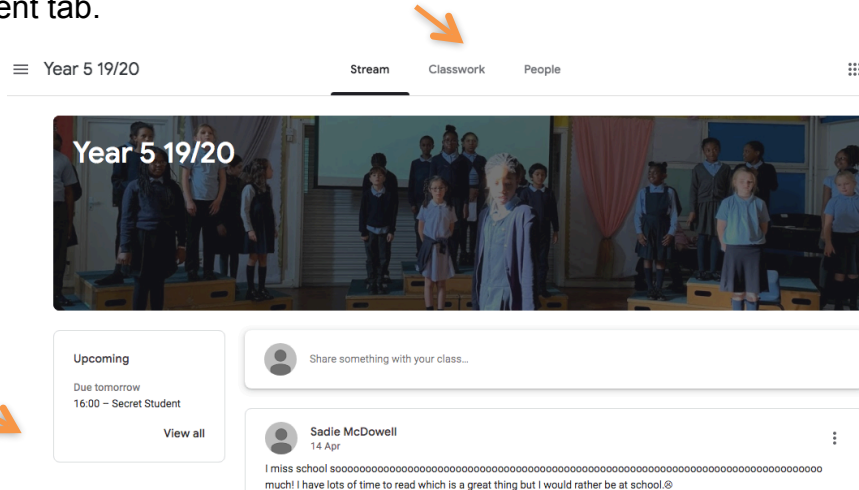 ent tab.
Year 5 19/20
Stream Classwork People
Year 5 19/20
Upcoming
Due tomorrow
16:00 – Secret Student
View all
Share something with your class...
Sadie McDowell
14 Apr
I miss school sooooooooooooooooooooooooooooooooooooooooooooooooooooooooooooooooooooooooooooooooo
much! I have lots of time to read which is a great thing but I would rather be at school.☹